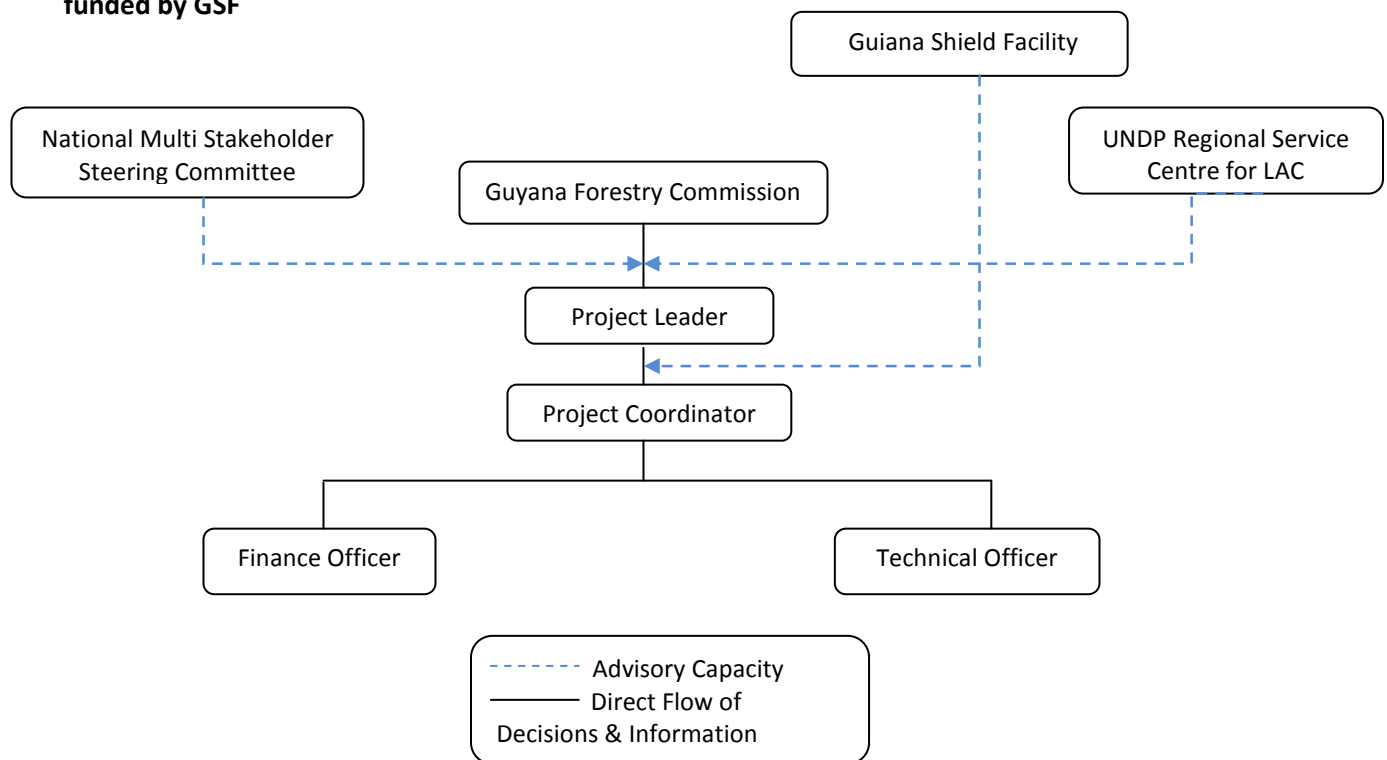 funded by GSF
Guiana Shield Facility
National Multi Stakeholder
Steering Committee
UNDP Regional Service
Centre for LAC
Guyana Forestry Commission
Project Leader
Project Coordinator
Finance Officer
Technical Officer
Advisory Capacity
Direct Flow of
Decisions & Information